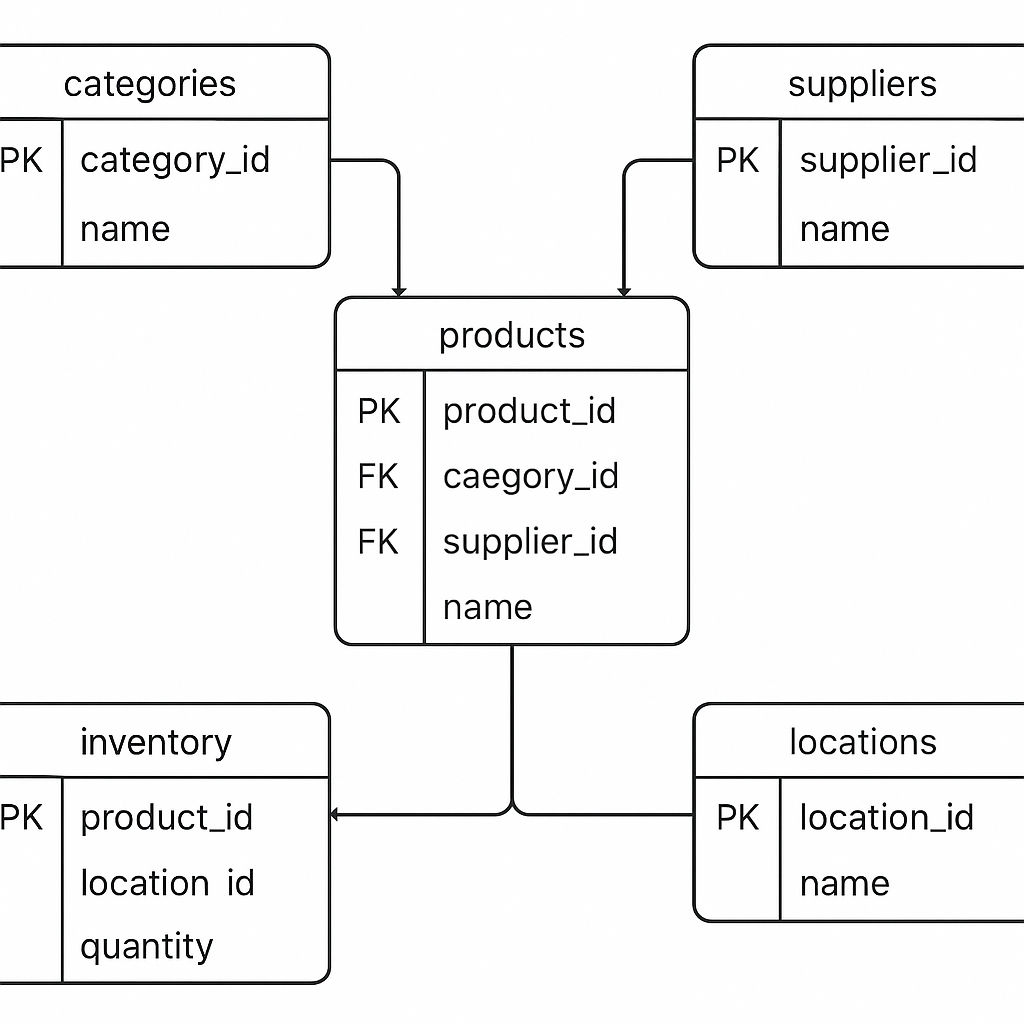 categories
PK category_id
name
suppliers
PK supplier_id
name
products
PK product_id
FK caegory_id
FK supplier_id
name
inventory
PK product_id
location id
quantity
locations
PK location_id
name